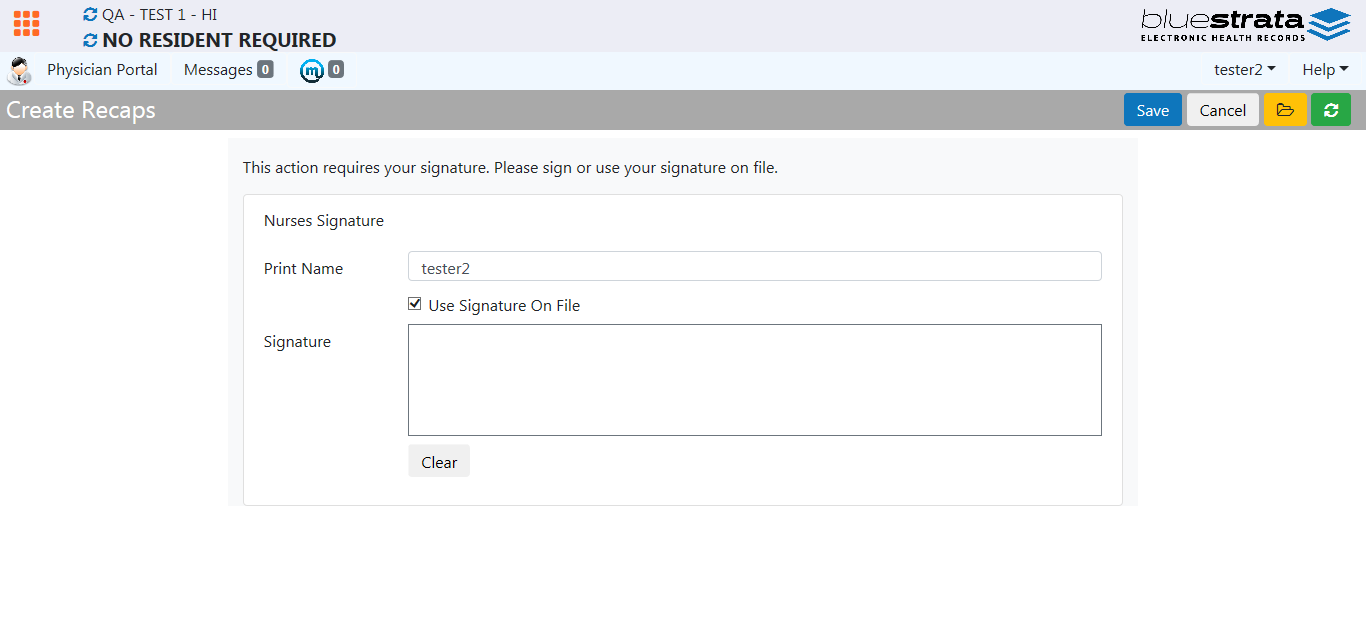 QA - TEST 1 - HI
NO RESIDENT REQUIRED
bluestrata
ELECTRONIC HEALTH RECORDS
Physician Portal Messages 0 m 0 tester2 Help
Create Recaps Save Cancel
This action requires your signature. Please sign or use your signature on file.
Nurses Signature
Print Name tester2
Use Signature On File
Signature
Clear